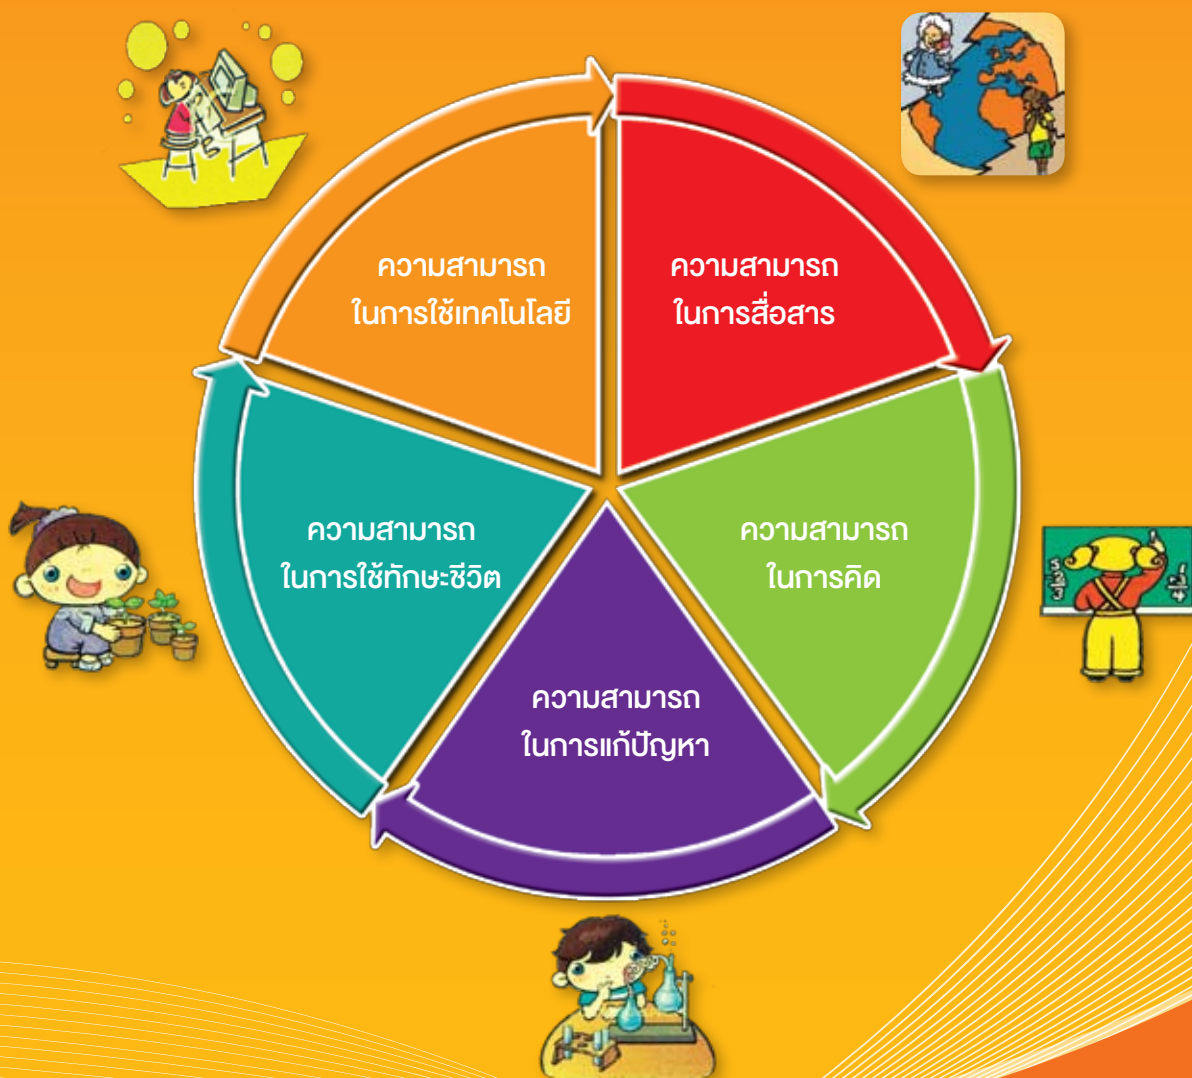 ความสามารถ
ในการสื่อสาร
ความสามารถ
ในการคิด
ความสามารถ
ในการแก้ปัญหา
ความสามารถ
ในการใช้ทักษะชีวิต
ความสามารถ
ในการใช้เทคโนโลยี